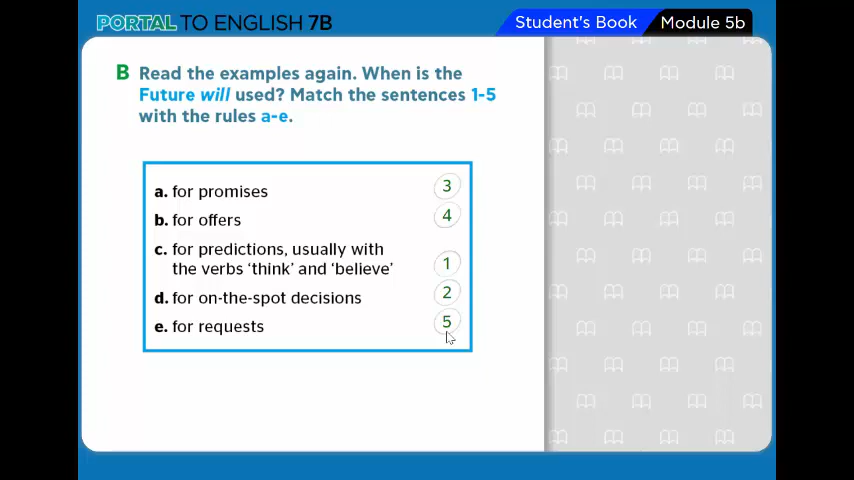 PORTAL TO ENGLISH 7B
Student's Book
Module 5b
B Read the examples again. When is the
Future will used? Match the sentences 1-5
with the rules a-e.
a. for promises 3
b. for offers 4
c. for predictions, usually with
the verbs 'think' and 'believe' 1
d. for on-the-spot decisions 2
e. for requests 5